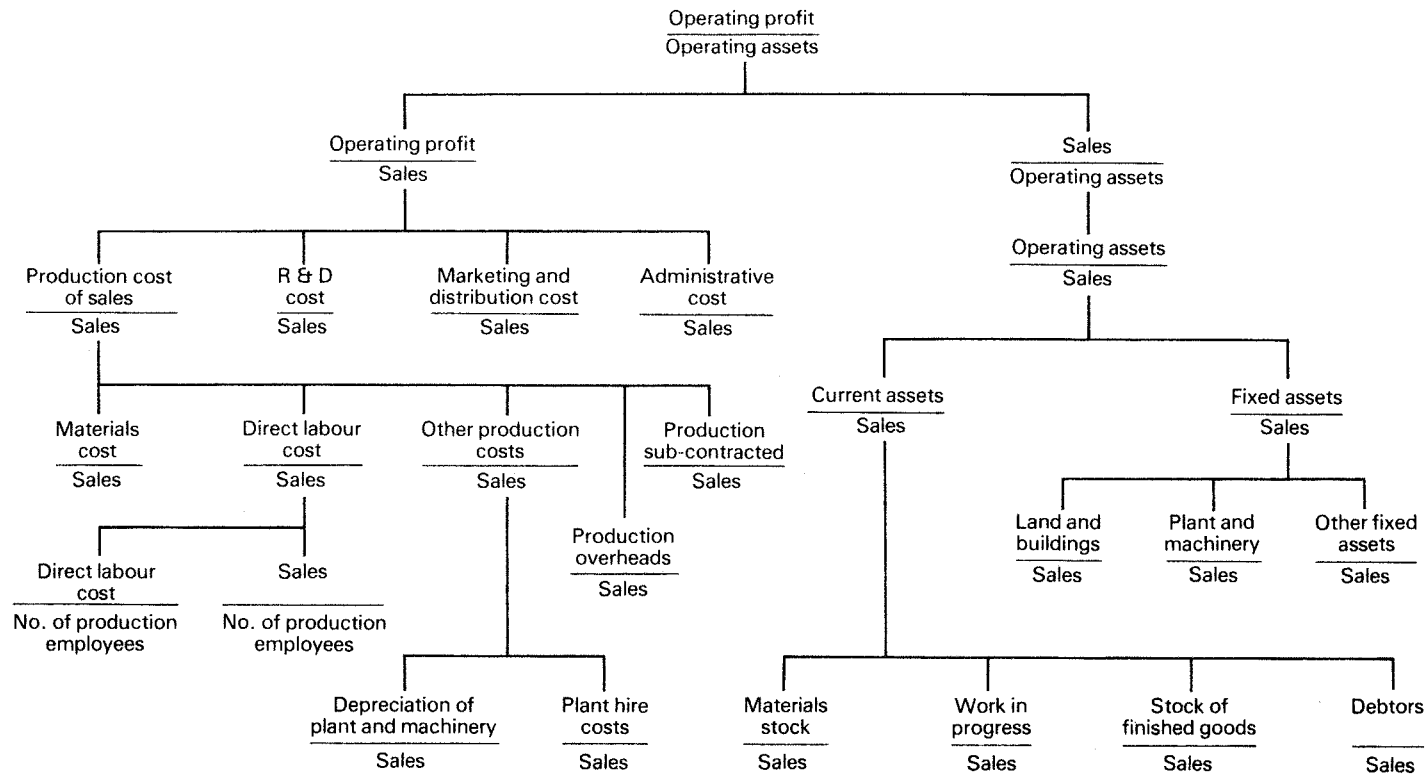 Operating profit
Operating assets
Operating profit
Sales
Sales
Operating assets
Operating assets
Sales
Production cost
of sales
Sales
R & D
cost
Sales
Marketing and
distribution cost
Sales
Administrative
cost
Sales
Current assets
Sales
Fixed assets
Sales
Materials
cost
Sales
Direct labour
cost
Sales
Other production
costs
Sales
Production
sub-contracted
Sales
Production
overheads
Sales
Land and
buildings
Sales
Plant and
machinery
Sales
Other fixed
assets
Sales
Direct labour
cost
No. of production
employees
Sales
No. of production
employees
Depreciation of
plant and machinery
Sales
Plant hire
costs
Sales
Materials
stock
Sales
Work in
progress
Sales
Stock of
finished goods
Sales
Debtors
Sales